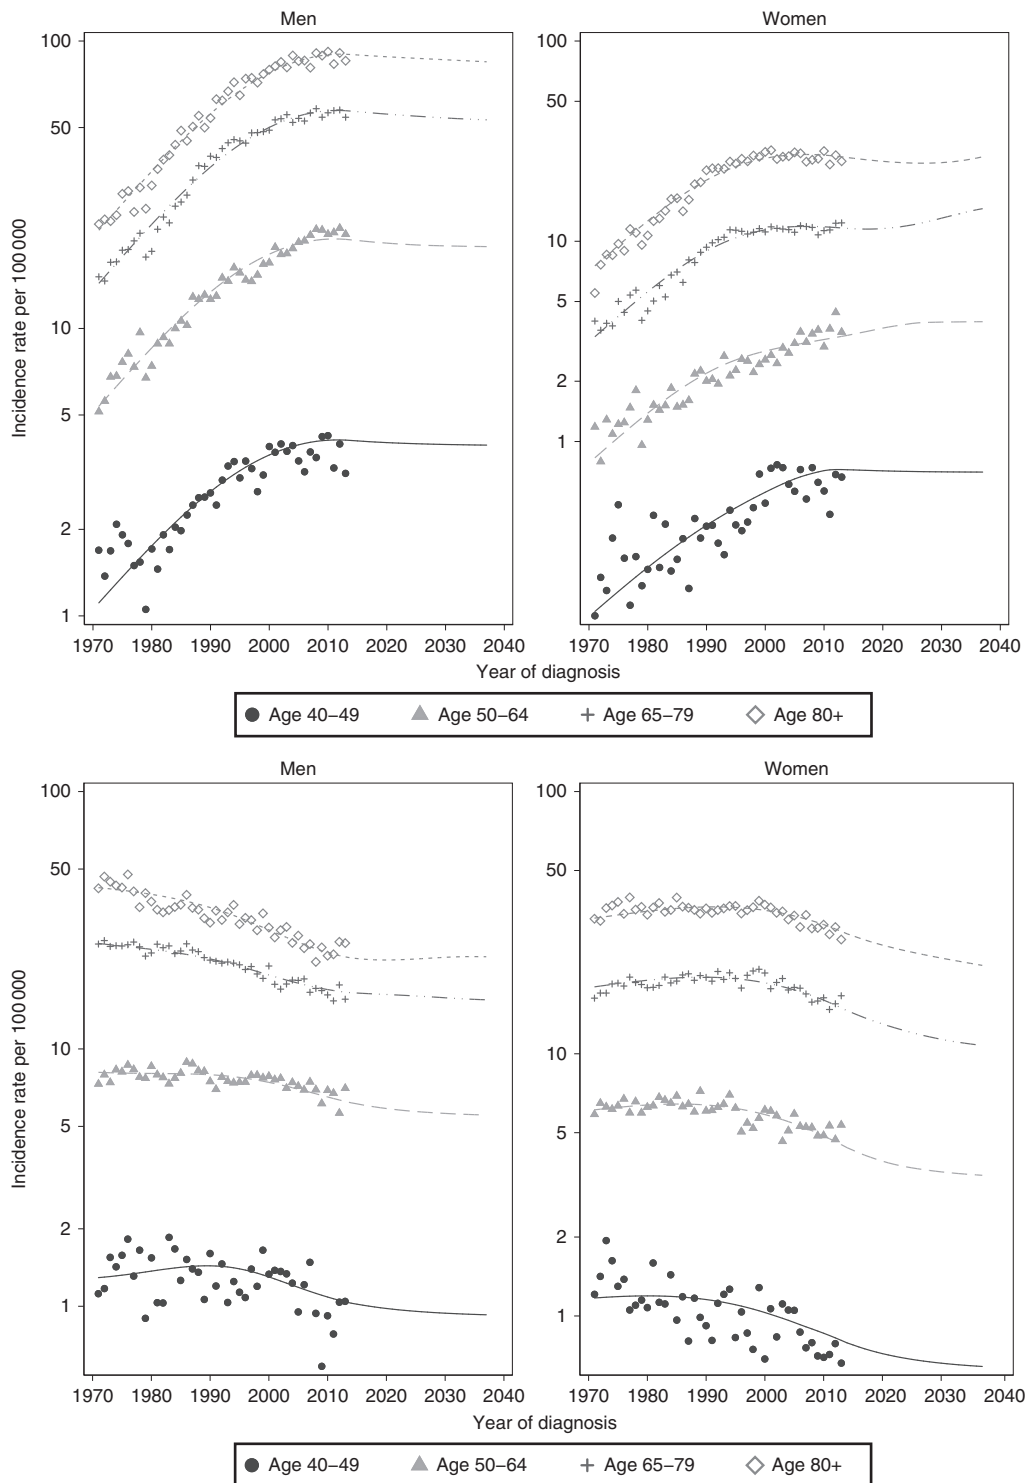 Men Women
100 100
50 50
10 10
5 5
2 2
1 1
Incidence rate per 100 000
1970 1980 1990 2000 2010 2020 2030 2040 1970 1980 1990 2000 2010 2020 2030 2040
Year of diagnosis
Age 40–49 Age 50–64 Age 65–79 Age 80+
Men Women
100 100
50 50
10 10
5 5
2 2
1 1
Incidence rate per 100 000
1970 1980 1990 2000 2010 2020 2030 2040 1970 1980 1990 2000 2010 2020 2030 2040
Year of diagnosis
Age 40–49 Age 50–64 Age 65–79 Age 80+